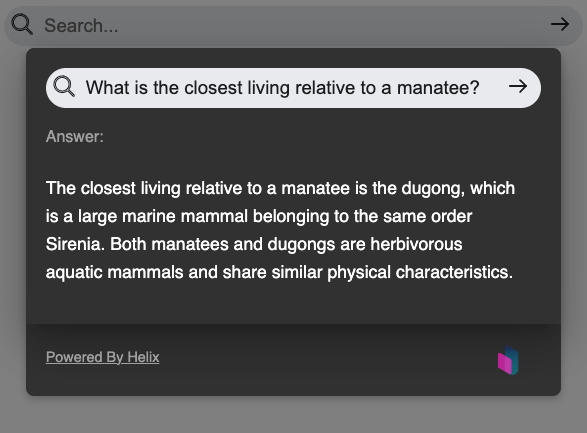 Search...
What is the closest living relative to a manatee?
Answer:
The closest living relative to a manatee is the dugong, which
is a large marine mammal belonging to the same order
Sirenia. Both manatees and dugongs are herbivorous
aquatic mammals and share similar physical characteristics.
Powered By Helix